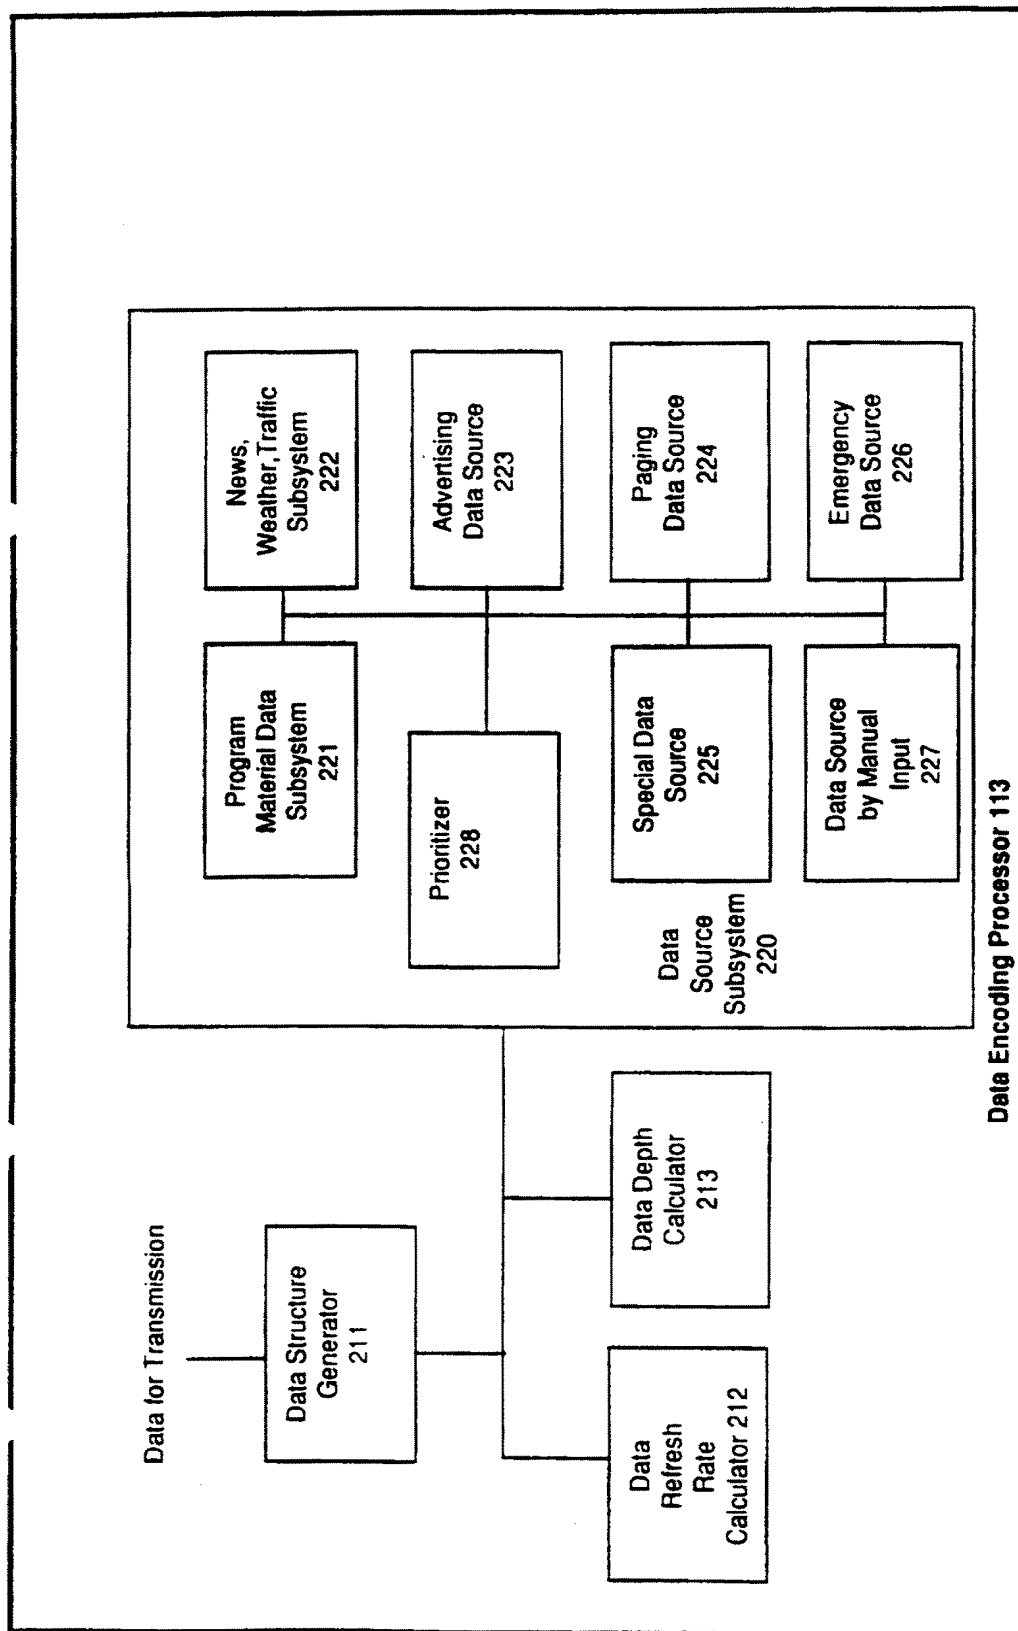 Data for Transmission
Data Structure
Generator
211
Data
Refresh
Rate
Calculator 212
Data Depth
Calculator
213
Data
Source
Subsystem
220
Program
Material Data
Subsystem
221
News,
Weather,Traffic
Subsystem
222
Prioritizer
228
Advertising
Data Source
223
Special Data
Source
225
Paging
Data Source
224
Data Source
by Manual
Input
227
Emergency
Data Source
226
Data Encoding Processor 113